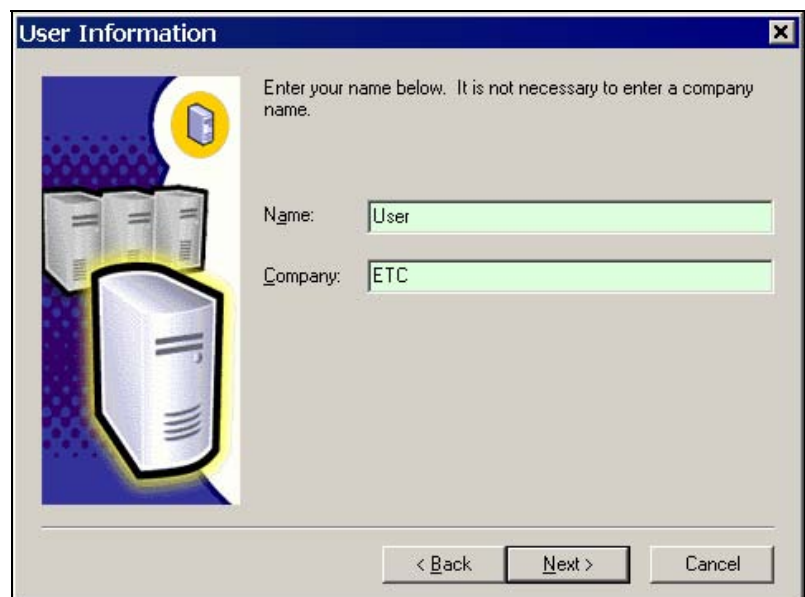 User Information
Enter your name below.  It is not necessary to enter a company
name.
Name:
User
Company:
ETC
< Back
Next >
Cancel